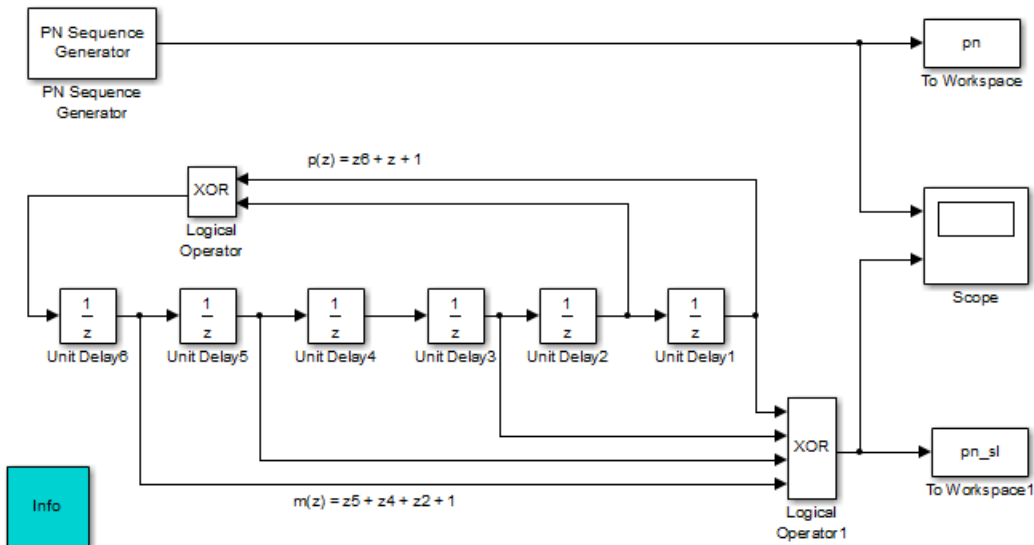 PN Sequence
Generator
PN Sequence
Generator
pn
To Workspace
p(z) = z6 + z + 1
XOR
Logical
Operator
Scope
1
z
Unit Delay6
1
z
Unit Delay5
1
z
Unit Delay4
1
z
Unit Delay3
1
z
Unit Delay2
1
z
Unit Delay1
XOR
Logical
Operator1
pn_sl
To Workspace1
m(z) = z5 + z4 + z2 + 1
Info